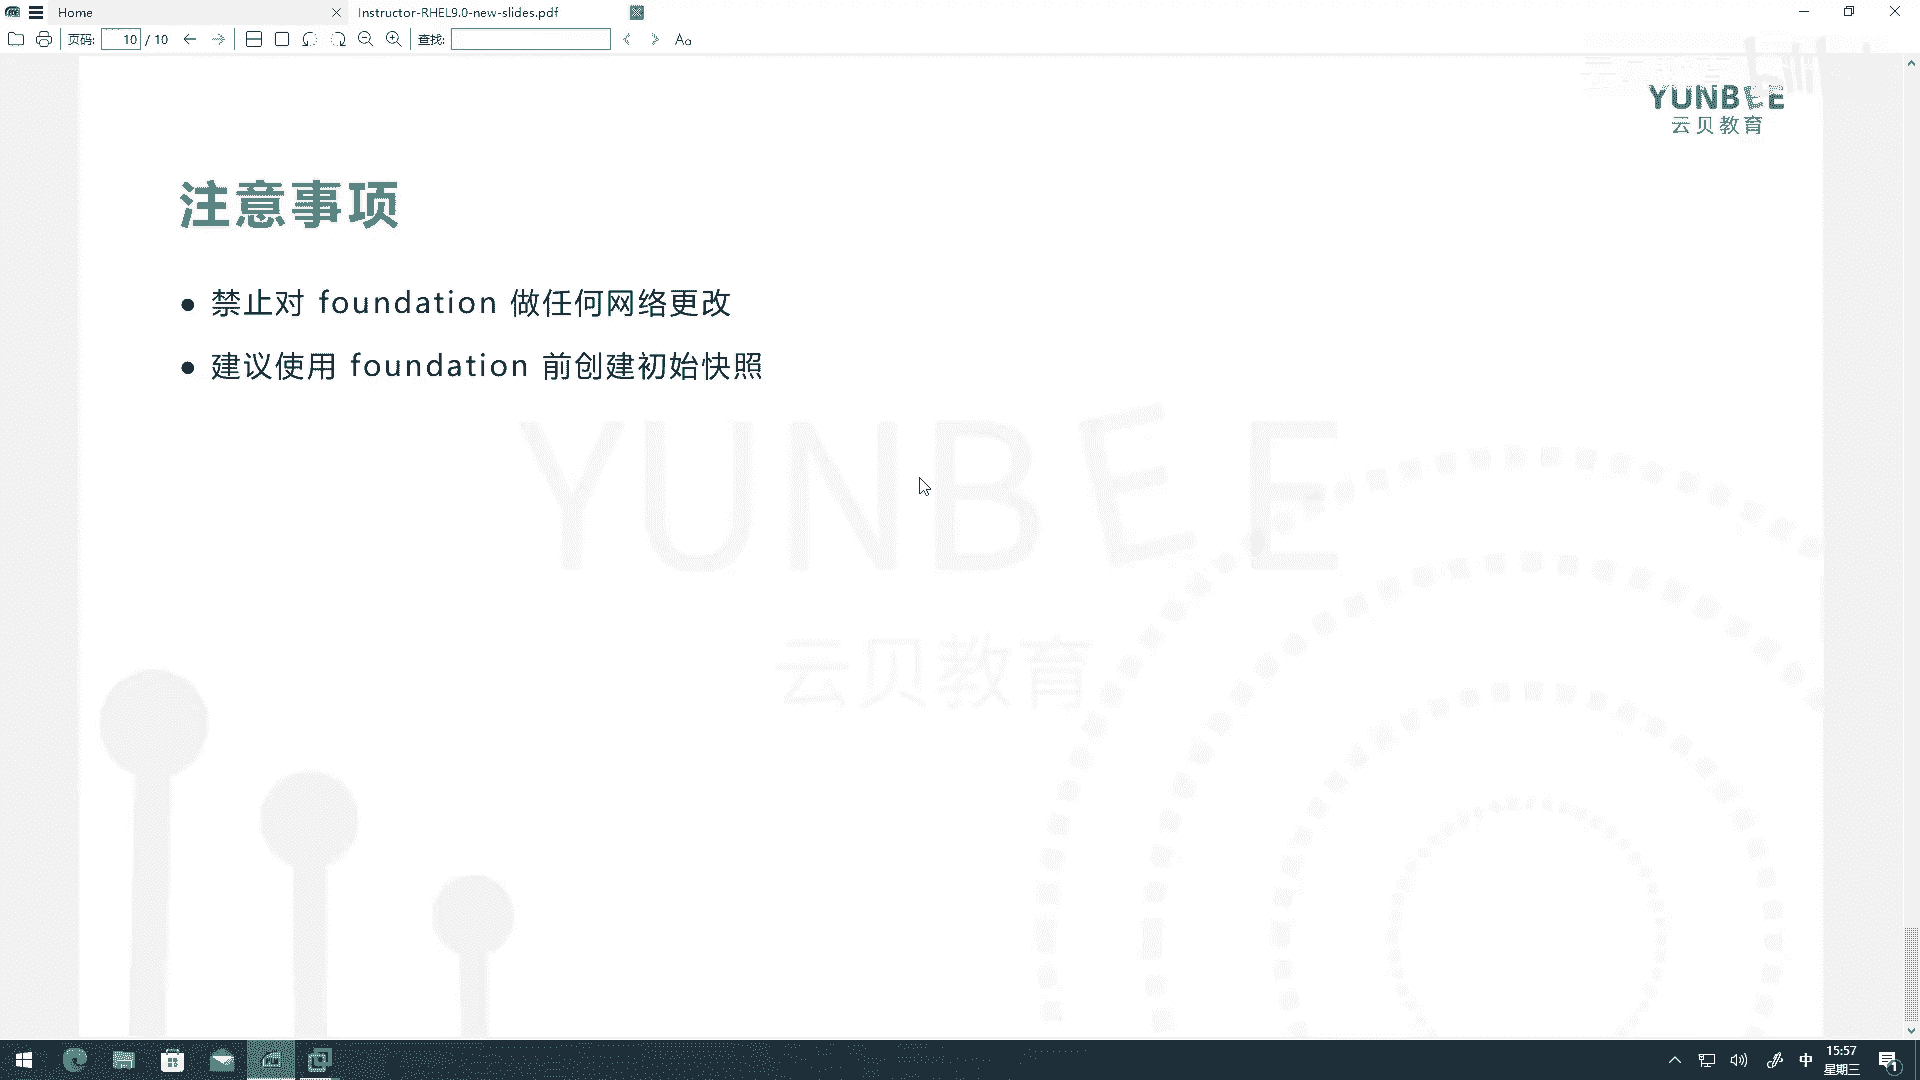 Home
Instructor-RHEL9.0-new-slides.pdf
页码: 10 / 10
查找:
Aa
YUNBEE
云贝教育
注意事项
● 禁止对 foundation 做任何网络更改
● 建议使用 foundation 前创建初始快照
YUNBEE
云贝教育
中
15:57
星期三
1